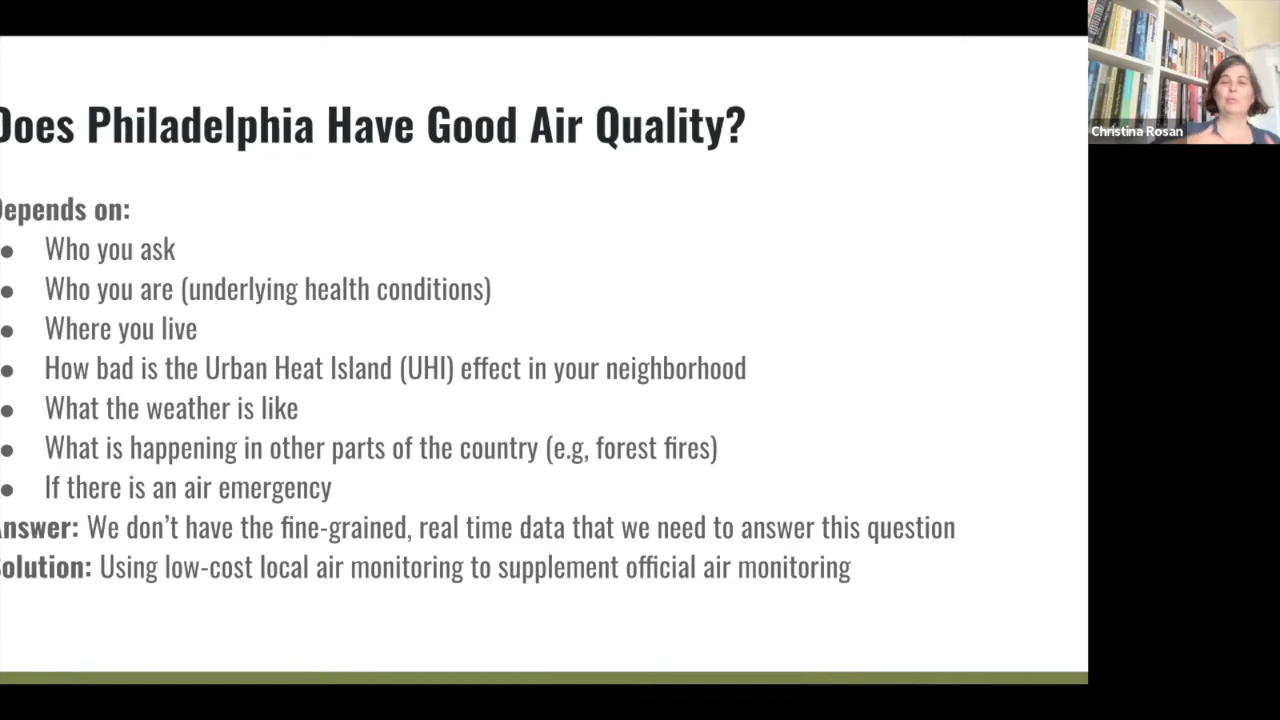 Does Philadelphia Have Good Air Quality?
Depends on:
● Who you ask
● Who you are (underlying health conditions)
● Where you live
● How bad is the Urban Heat Island (UHI) effect in your neighborhood
● What the weather is like
● What is happening in other parts of the country (e.g, forest fires)
● If there is an air emergency
Answer: We don’t have the fine-grained, real time data that we need to answer this question
Solution: Using low-cost local air monitoring to supplement official air monitoring
Christina Rosan